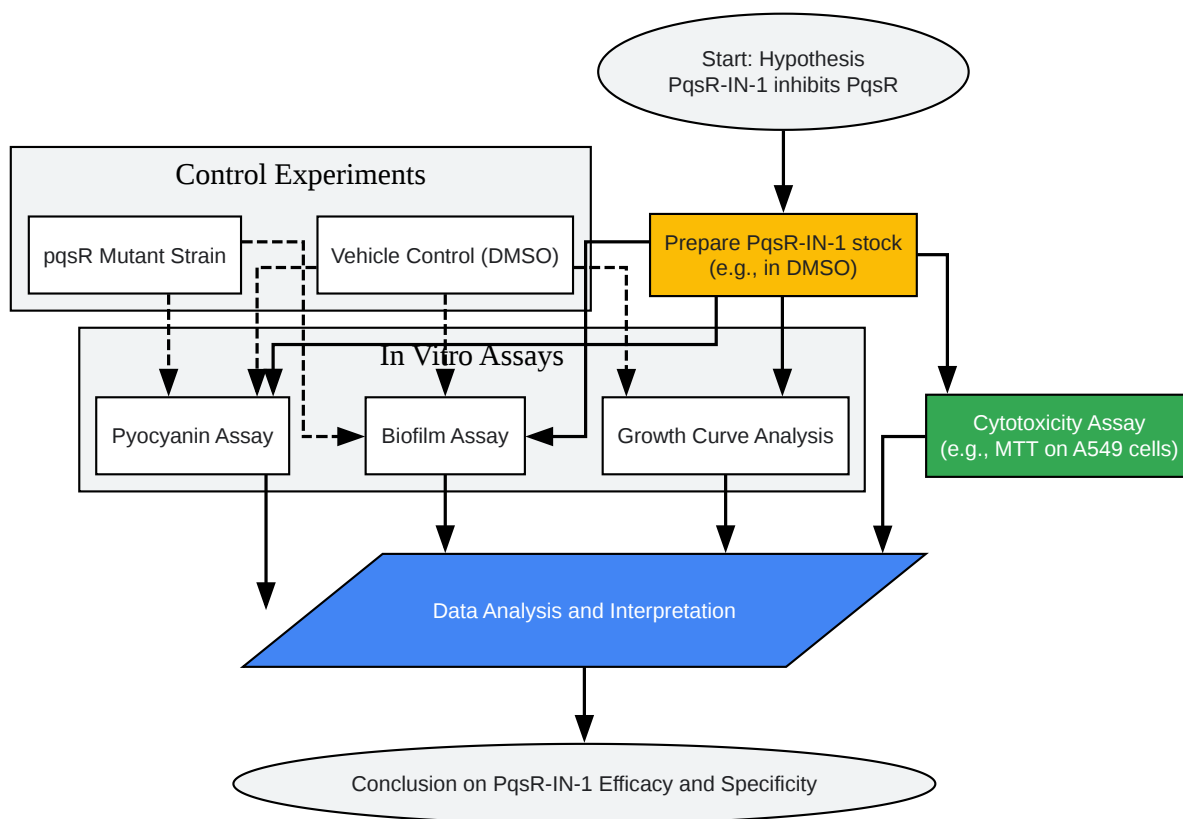 Start: Hypothesis
PqsR-IN-1 inhibits PqsR
Control Experiments
pqsR Mutant Strain
Vehicle Control (DMSO)
Prepare PqsR-IN-1 stock
(e.g., in DMSO)
In Vitro Assays
Pyocyanin Assay
Biofilm Assay
Growth Curve Analysis
Cytotoxicity Assay
(e.g., MTT on A549 cells)
Data Analysis and Interpretation
Conclusion on PqsR-IN-1 Efficacy and Specificity